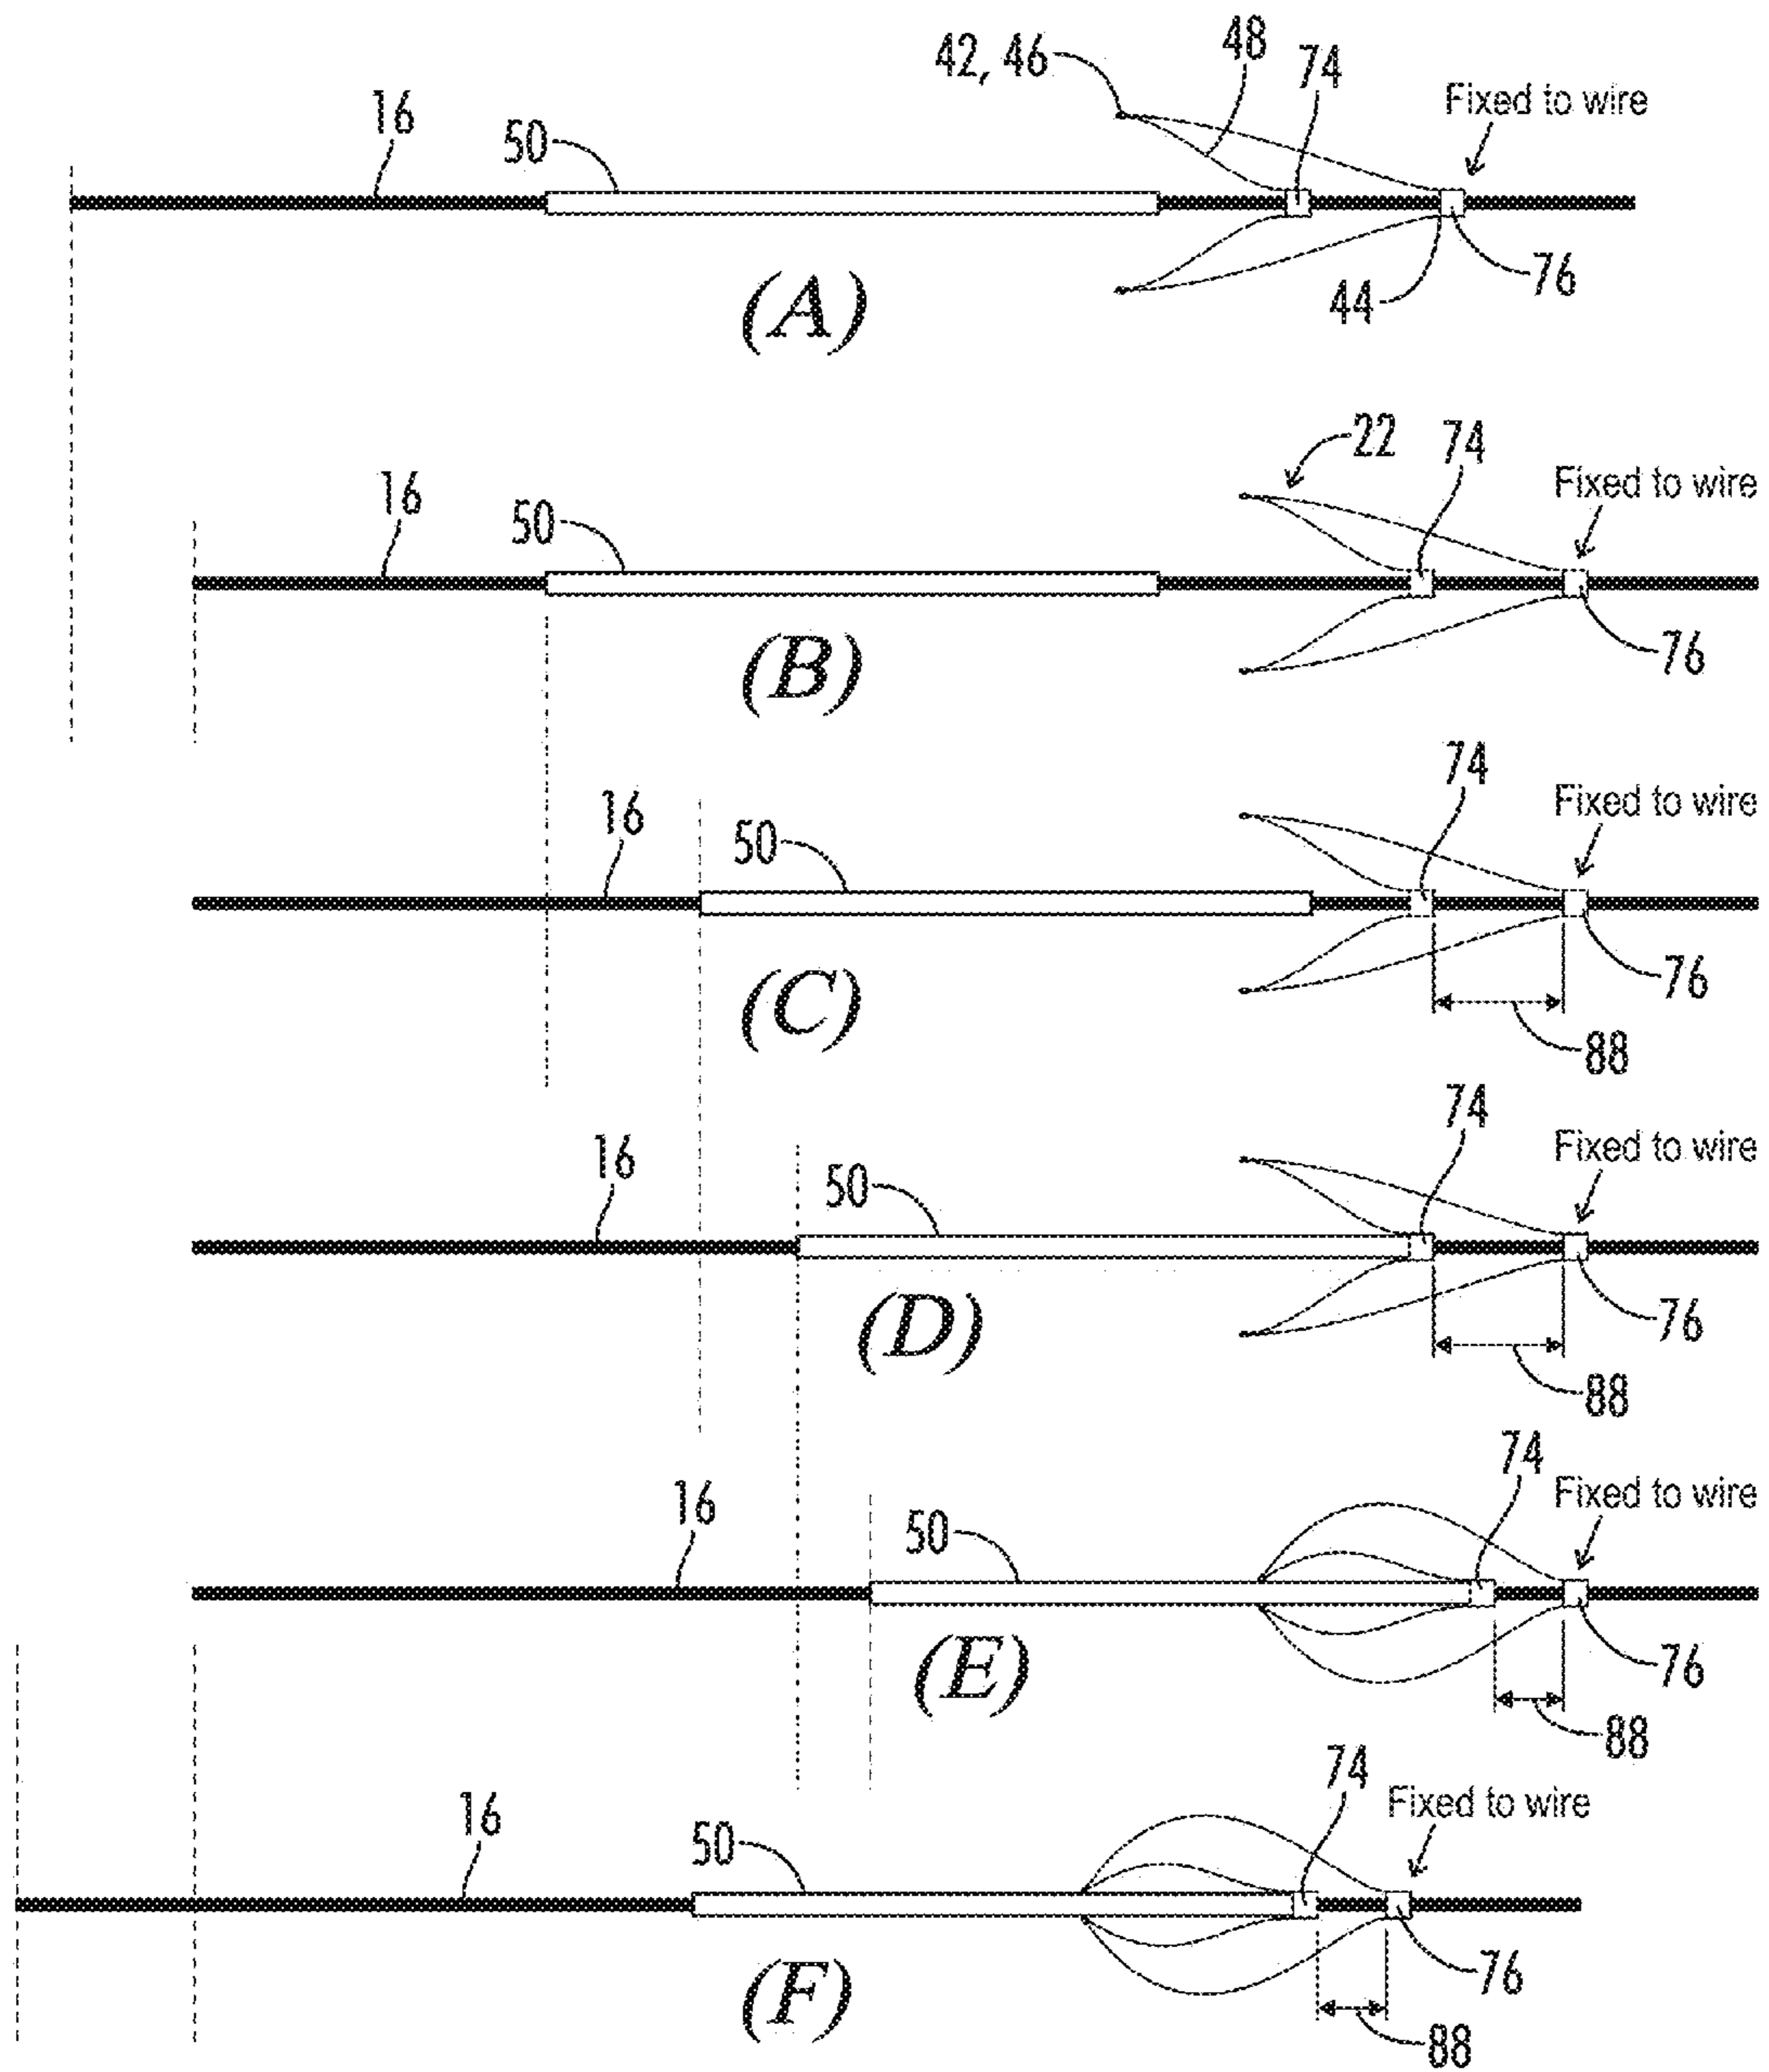 42, 46 48 74 Fixed to wire
16 50
44 76
(A)
22 74 Fixed to wire
16 50
76
(B)
74 Fixed to wire
16 50
76
(C)
88
74 Fixed to wire
16 50
76
(D)
88
74 Fixed to wire
16 50
76
(E)
88
74 Fixed to wire
16 50
76
(F)
88